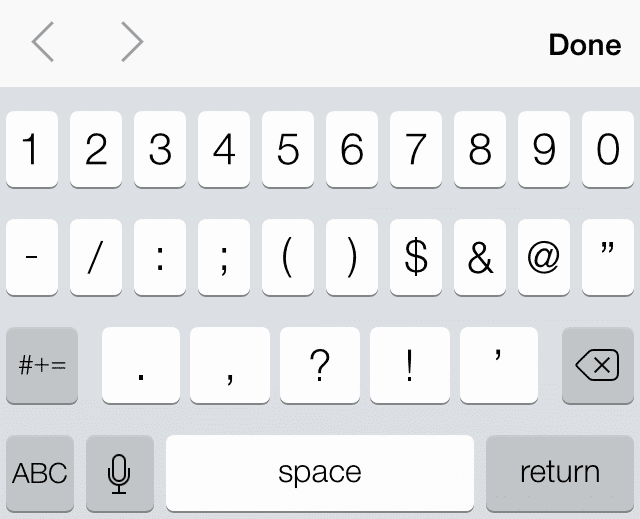 Done
1 2 3 4 5 6 7 8 9 0
- / : ; ( ) $ & @ ”
#+= . , ? ! ’
ABC space return